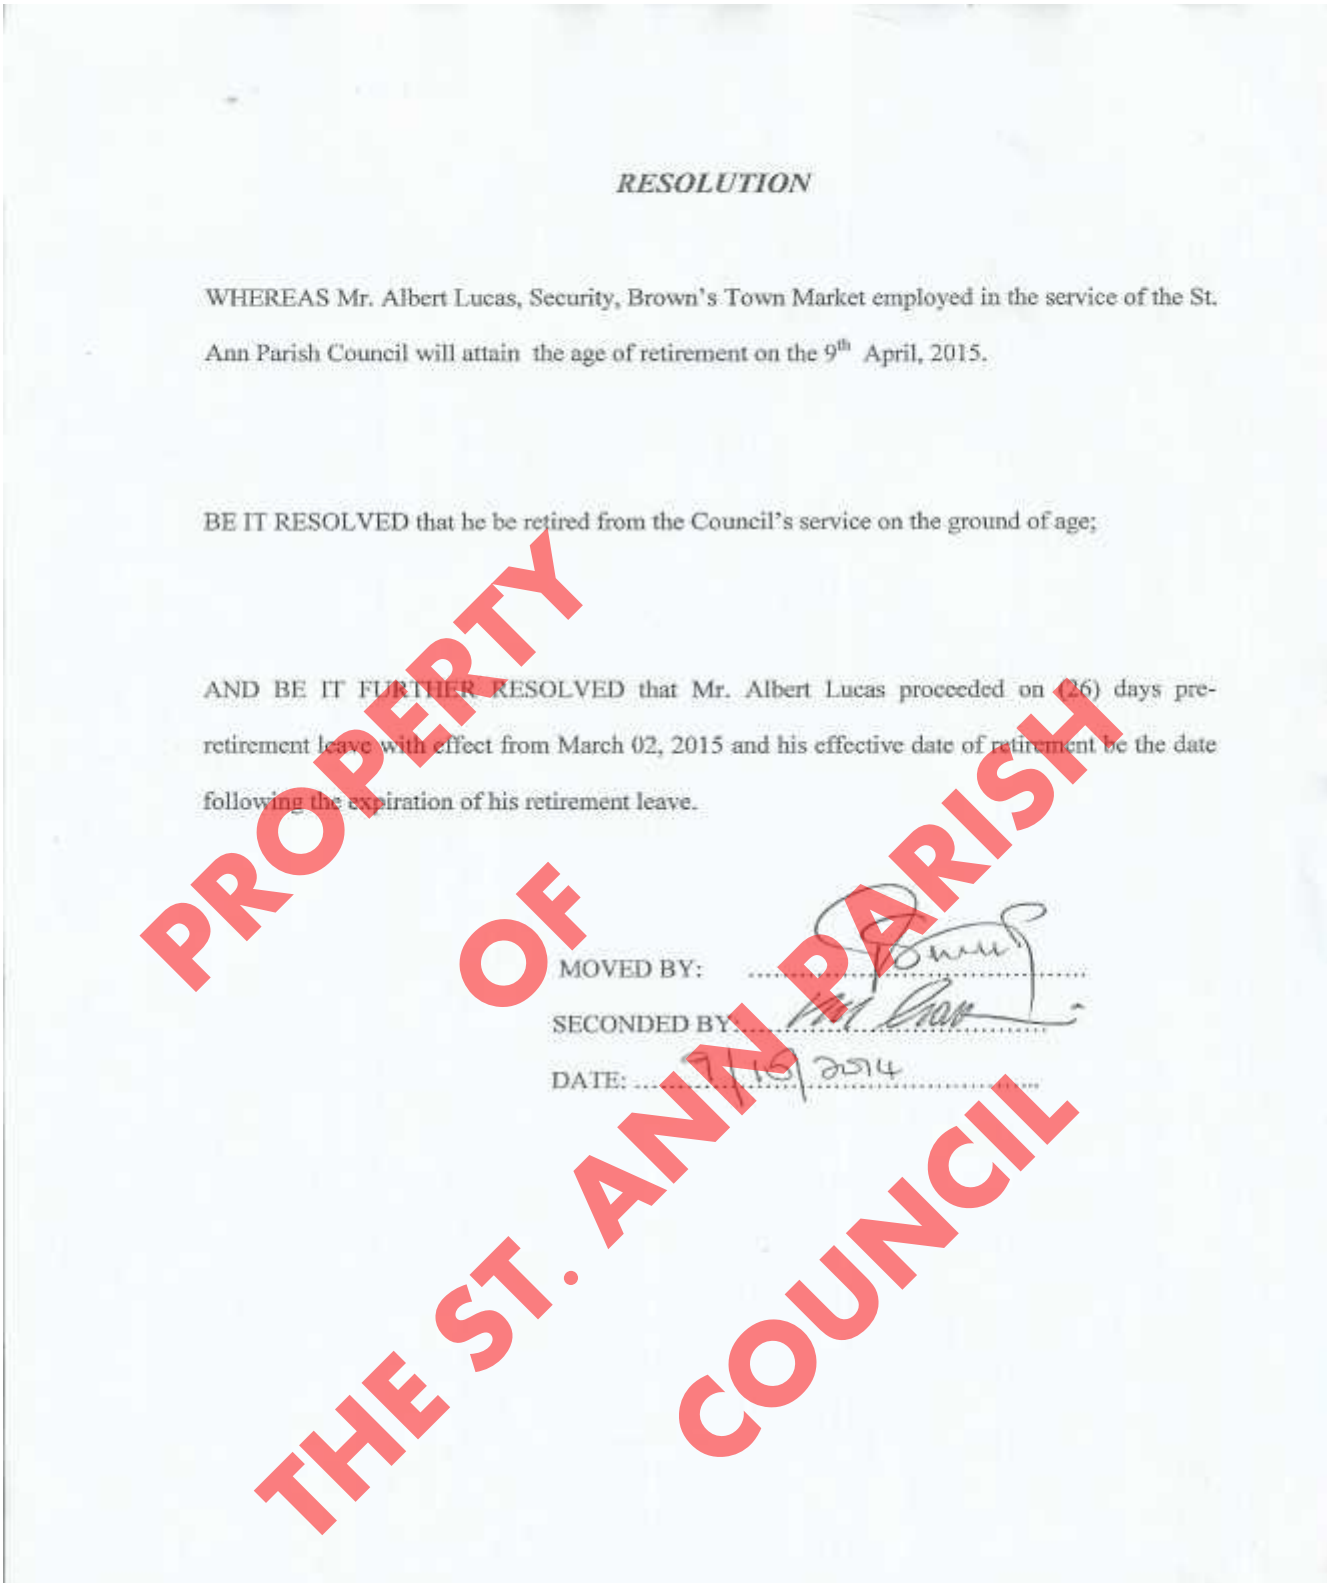 RESOLUTION
WHEREAS Mr. Albert Lucas, Security, Brown's Town Market employed in the service of the St.
Ann Parish Council will attain the age of retirement on the 9th April, 2015.
BE IT RESOLVED that he be retired from the Council's service on the ground of age;
AND BE IT FURTHER RESOLVED that Mr. Albert Lucas proceeded on (26) days pre-
retirement leave with effect from March 02, 2015 and his effective date of retirement be the date
following the expiration of his retirement leave.
MOVED BY:
SECONDED BY:
DATE: 9/10/2014
PROPERTY
OF
THE ST. ANN PARISH
COUNCIL